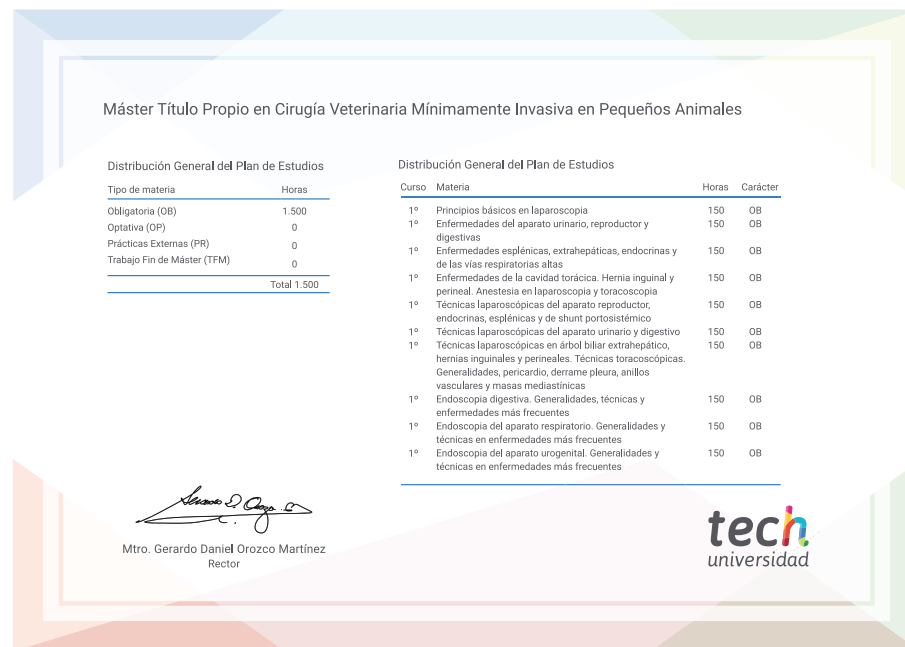 Máster Título Propio en Cirugía Veterinaria Mínimamente Invasiva en Pequeños Animales
Distribución General del Plan de Estudios
Tipo de materia Horas
Obligatoria (OB) 1.500
Optativa (OP) 0
Prácticas Externas (PR) 0
Trabajo Fin de Máster (TFM) 0
Total 1.500
Distribución General del Plan de Estudios
Curso Materia Horas Carácter
1º Principios básicos en laparoscopia 150 OB
1º Enfermedades del aparato urinario, reproductor y 150 OB
digestivas
1º Enfermedades esplénicas, extrahepáticas, endocrinas y 150 OB
de las vías respiratorias altas
1º Enfermedades de la cavidad torácica. Hernia inguinal y 150 OB
perineal. Anestesia en laparoscopia y toracoscopia
1º Técnicas laparoscópicas del aparato reproductor, 150 OB
endocrinas, esplénicas y de shunt portosistémico
1º Técnicas laparoscópicas del aparato urinario y digestivo 150 OB
1º Técnicas laparoscópicas en árbol biliar extrahepático, 150 OB
hernias inguinales y perineales. Técnicas toracoscópicas.
Generalidades, pericardio, derrame pleura, anillos
vasculares y masas mediastínicas
1º Endoscopia digestiva. Generalidades, técnicas y 150 OB
enfermedades más frecuentes
1º Endoscopia del aparato respiratorio. Generalidades y 150 OB
técnicas en enfermedades más frecuentes
1º Endoscopia del aparato urogenital. Generalidades y 150 OB
técnicas en enfermedades más frecuentes
Mtro. Gerardo Daniel Orozco Martínez
Rector
tech
universidad